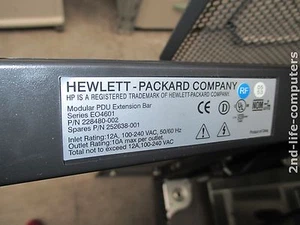 HEWLETT-PACKARD COMPANY
HP IS A REGISTERED TRADEMARK OF HEWLETT-PACKARD COMPANY
Modular PDU Extension Bar
Series EO4601
P/N 228480-002
Spares P/N 252638-001
Inlet Rating:12A, 100-240 VAC, 50/60 Hz
Outlet Rating:10A max per outlet
Total not to exceed 12A,100-240 VAC
RF
NOM
2nd-life-computers